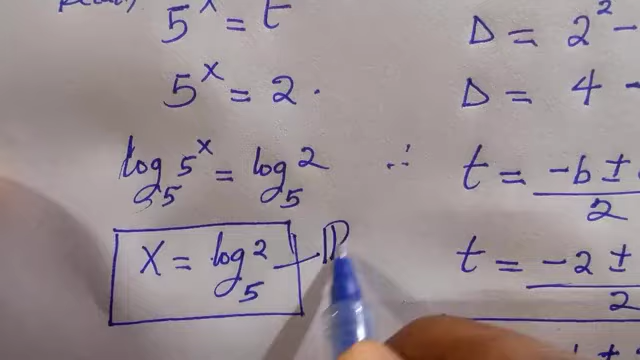 5^x = t
5^x = 2.
log_5 5^x = log_5 2
x = log_5 2
D = 2^2 -
D = 4 -
∴ t = -b ±
2
t = -2 ±
2